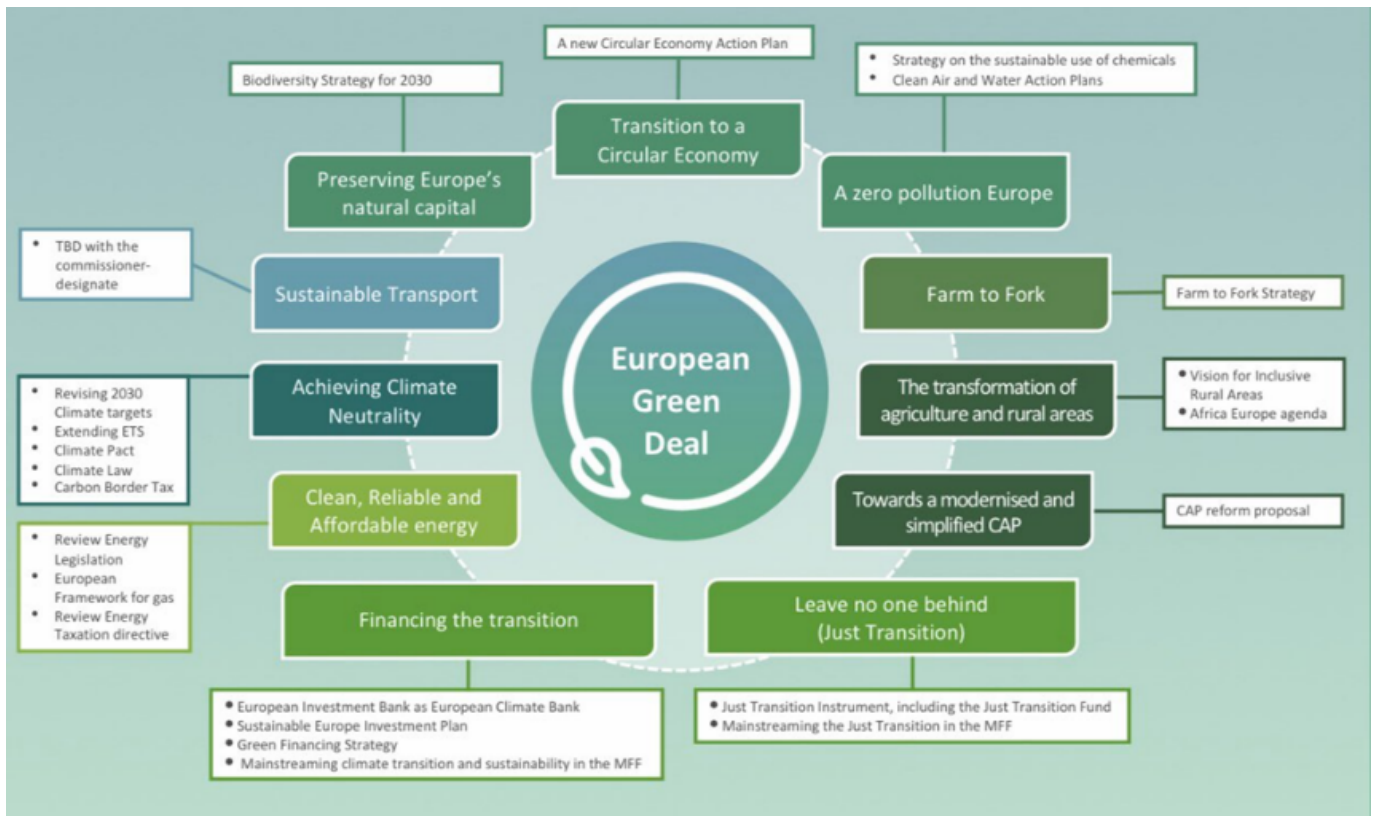 A new Circular Economy Action Plan
Biodiversity Strategy for 2030
• Strategy on the sustainable use of chemicals
• Clean Air and Water Action Plans
Transition to a
Circular Economy
Preserving Europe's
natural capital
A zero pollution Europe
• TBD with the
commissioner-
designate
Sustainable Transport
Farm to Fork
Farm to Fork Strategy
European
Green
Deal
• Revising 2030
Climate targets
• Extending ETS
• Climate Pact
• Climate Law
• Carbon Border Tax
Achieving Climate
Neutrality
The transformation of
agriculture and rural areas
• Vision for Inclusive
Rural Areas
• Africa Europe agenda
Clean, Reliable and
Affordable energy
Towards a modernised and
simplified CAP
CAP reform proposal
• Review Energy
Legislation
• European
Framework for gas
• Review Energy
Taxation directive
Financing the transition
Leave no one behind
(Just Transition)
• European Investment Bank as European Climate Bank
• Sustainable Europe Investment Plan
• Green Financing Strategy
• Mainstreaming climate transition and sustainability in the MFF
• Just Transition Instrument, including the Just Transition Fund
• Mainstreaming the Just Transition in the MFF